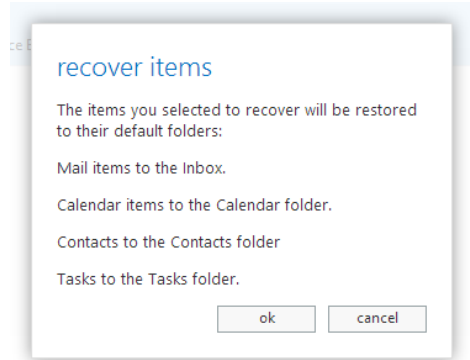 recover items
The items you selected to recover will be restored
to their default folders:
Mail items to the Inbox.
Calendar items to the Calendar folder.
Contacts to the Contacts folder
Tasks to the Tasks folder.
ok cancel